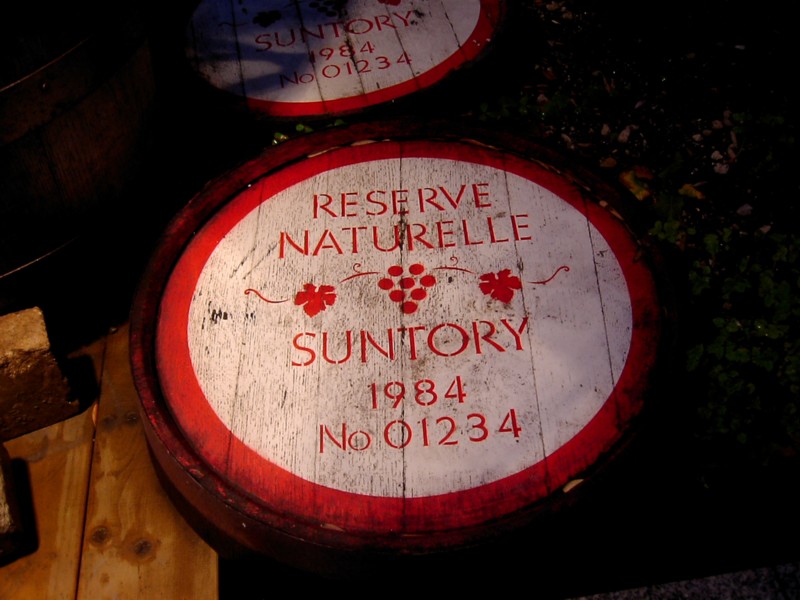 SUNTORY
1984
No 01234
RESERVE
NATURELLE
SUNTORY
1984
No 01234